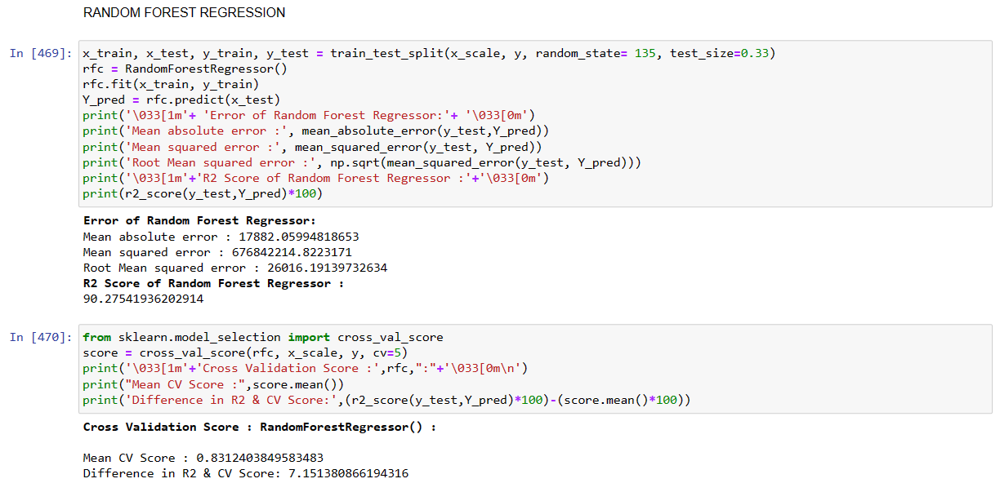 RANDOM FOREST REGRESSION
In [469]: x_train, x_test, y_train, y_test = train_test_split(x_scale, y, random_state= 135, test_size=0.33)
rfc = RandomForestRegressor()
rfc.fit(x_train, y_train)
Y_pred = rfc.predict(x_test)
print('\033[1m'+ 'Error of Random Forest Regressor:'+ '\033[0m')
print('Mean absolute error :', mean_absolute_error(y_test,Y_pred))
print('Mean squared error :', mean_squared_error(y_test, Y_pred))
print('Root Mean squared error :', np.sqrt(mean_squared_error(y_test, Y_pred)))
print('\033[1m'+'R2 Score of Random Forest Regressor :'+'\033[0m')
print(r2_score(y_test,Y_pred)*100)
Error of Random Forest Regressor:
Mean absolute error : 17882.05994818653
Mean squared error : 676842214.8223171
Root Mean squared error : 26016.19139732634
R2 Score of Random Forest Regressor :
90.27541936202914
In [470]: from sklearn.model_selection import cross_val_score
score = cross_val_score(rfc, x_scale, y, cv=5)
print('\033[1m'+'Cross Validation Score :',rfc,":"+'\033[0m\n')
print("Mean CV Score :",score.mean())
print('Difference in R2 & CV Score:',(r2_score(y_test,Y_pred)*100)-(score.mean()*100))
Cross Validation Score : RandomForestRegressor() :
Mean CV Score : 0.8312403849583483
Difference in R2 & CV Score: 7.151380866194316